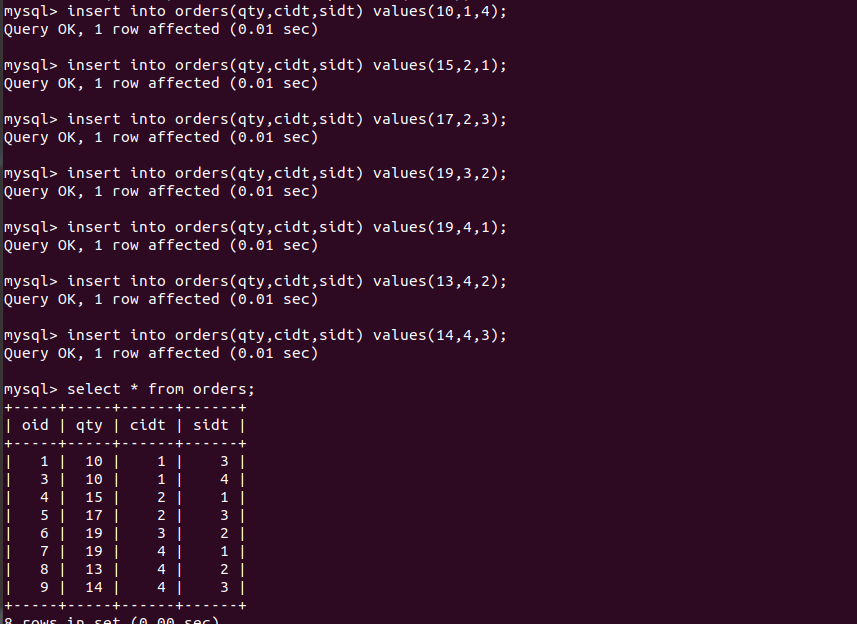 mysql> insert into orders(qty,cidt,sidt) values(10,1,4);
Query OK, 1 row affected (0.01 sec)
mysql> insert into orders(qty,cidt,sidt) values(15,2,1);
Query OK, 1 row affected (0.01 sec)
mysql> insert into orders(qty,cidt,sidt) values(17,2,3);
Query OK, 1 row affected (0.01 sec)
mysql> insert into orders(qty,cidt,sidt) values(19,3,2);
Query OK, 1 row affected (0.01 sec)
mysql> insert into orders(qty,cidt,sidt) values(19,4,1);
Query OK, 1 row affected (0.01 sec)
mysql> insert into orders(qty,cidt,sidt) values(13,4,2);
Query OK, 1 row affected (0.01 sec)
mysql> insert into orders(qty,cidt,sidt) values(14,4,3);
Query OK, 1 row affected (0.01 sec)
mysql> select * from orders;
+-----+-----+------+------+
| oid | qty | cidt | sidt |
+-----+-----+------+------+
|   1 |  10 |    1 |    3 |
|   3 |  10 |    1 |    4 |
|   4 |  15 |    2 |    1 |
|   5 |  17 |    2 |    3 |
|   6 |  19 |    3 |    2 |
|   7 |  19 |    4 |    1 |
|   8 |  13 |    4 |    2 |
|   9 |  14 |    4 |    3 |
+-----+-----+------+------+
8 rows in set (0.00 sec)